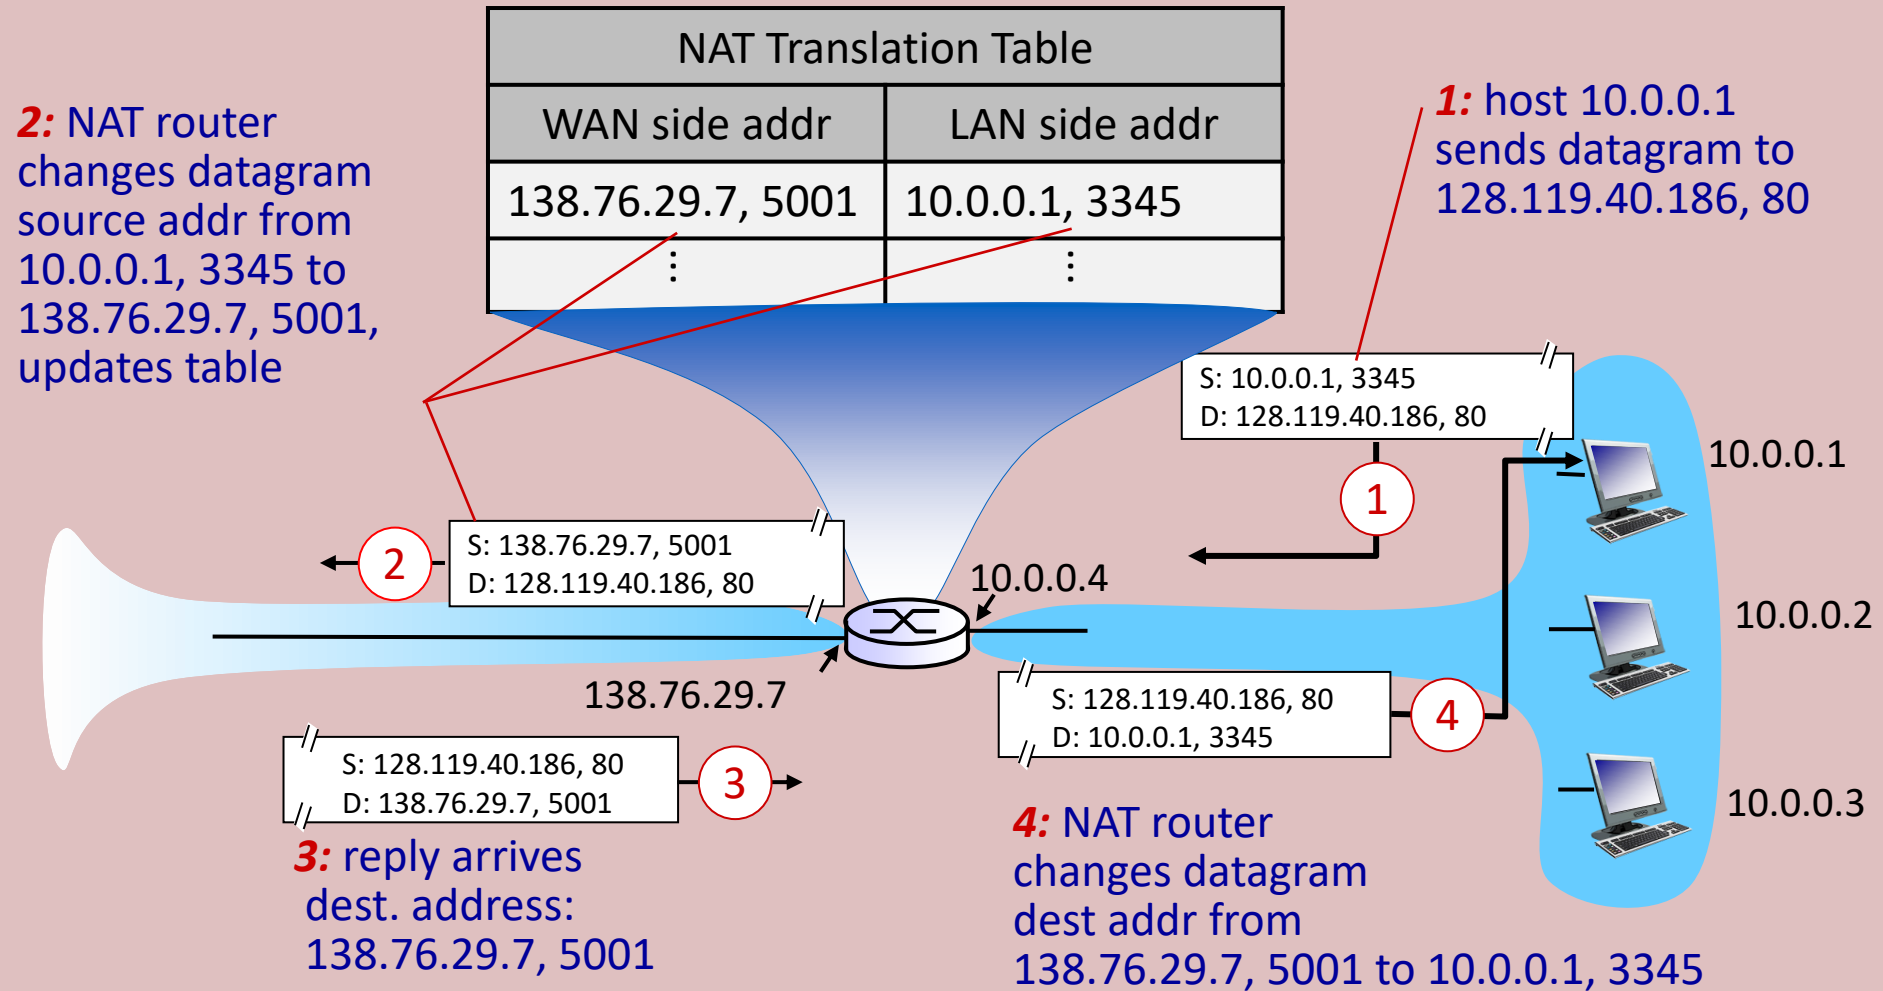 NAT Translation Table
WAN side addr
LAN side addr
138.76.29.7, 5001
10.0.0.1, 3345
⋮
⋮
2: NAT router
changes datagram
source addr from
10.0.0.1, 3345 to
138.76.29.7, 5001,
updates table
1: host 10.0.0.1
sends datagram to
128.119.40.186, 80
S: 10.0.0.1, 3345
D: 128.119.40.186, 80
1
10.0.0.1
S: 138.76.29.7, 5001
D: 128.119.40.186, 80
2
10.0.0.4
10.0.0.2
138.76.29.7
S: 128.119.40.186, 80
D: 10.0.0.1, 3345
4
S: 128.119.40.186, 80
D: 138.76.29.7, 5001
3
10.0.0.3
3: reply arrives
dest. address:
138.76.29.7, 5001
4: NAT router
changes datagram
dest addr from
138.76.29.7, 5001 to 10.0.0.1, 3345